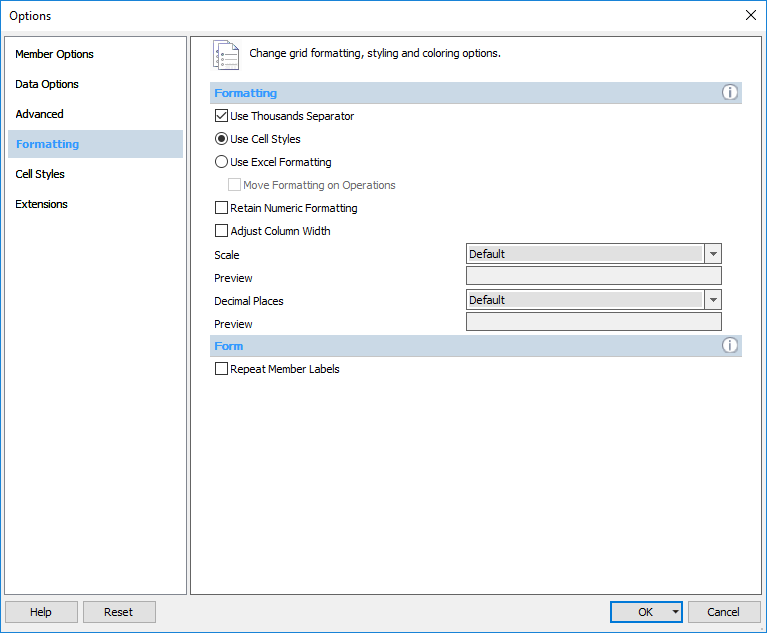 Options
Member Options
Data Options
Advanced
Formatting
Cell Styles
Extensions
Change grid formatting, styling and coloring options.
Formatting
Use Thousands Separator
Use Cell Styles
Use Excel Formatting
Move Formatting on Operations
Retain Numeric Formatting
Adjust Column Width
Scale Default
Preview
Decimal Places Default
Preview
Form
Repeat Member Labels
Help Reset OK Cancel